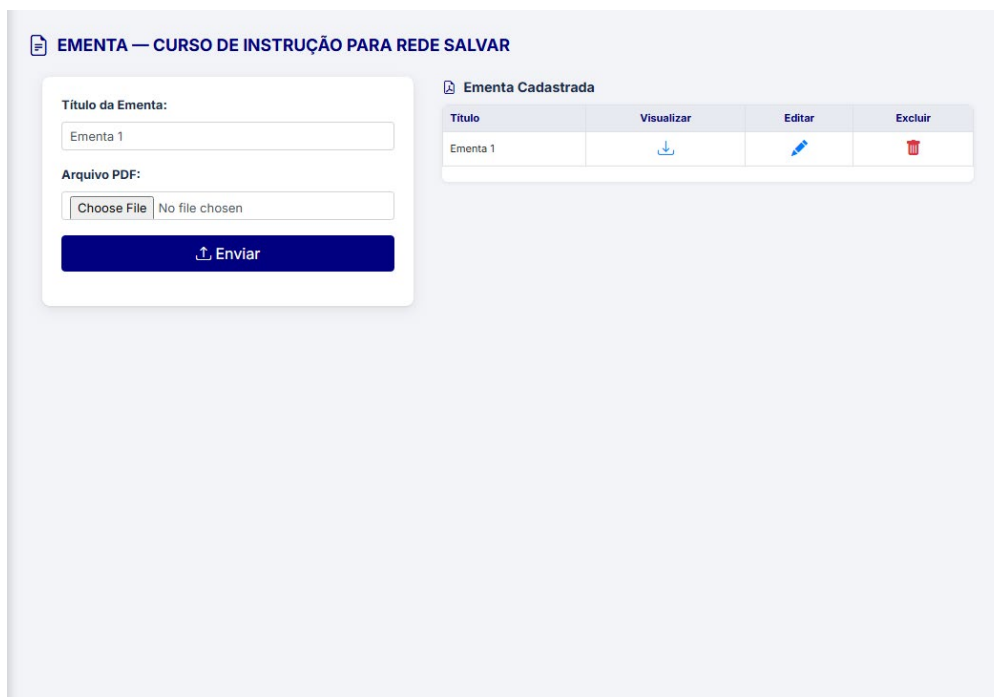 EMENTA — CURSO DE INSTRUÇÃO PARA REDE SALVAR
Título da Ementa:
Ementa 1
Arquivo PDF:
Choose File No file chosen
Enviar
Ementa Cadastrada
Título Visualizar Editar Excluir
Ementa 1